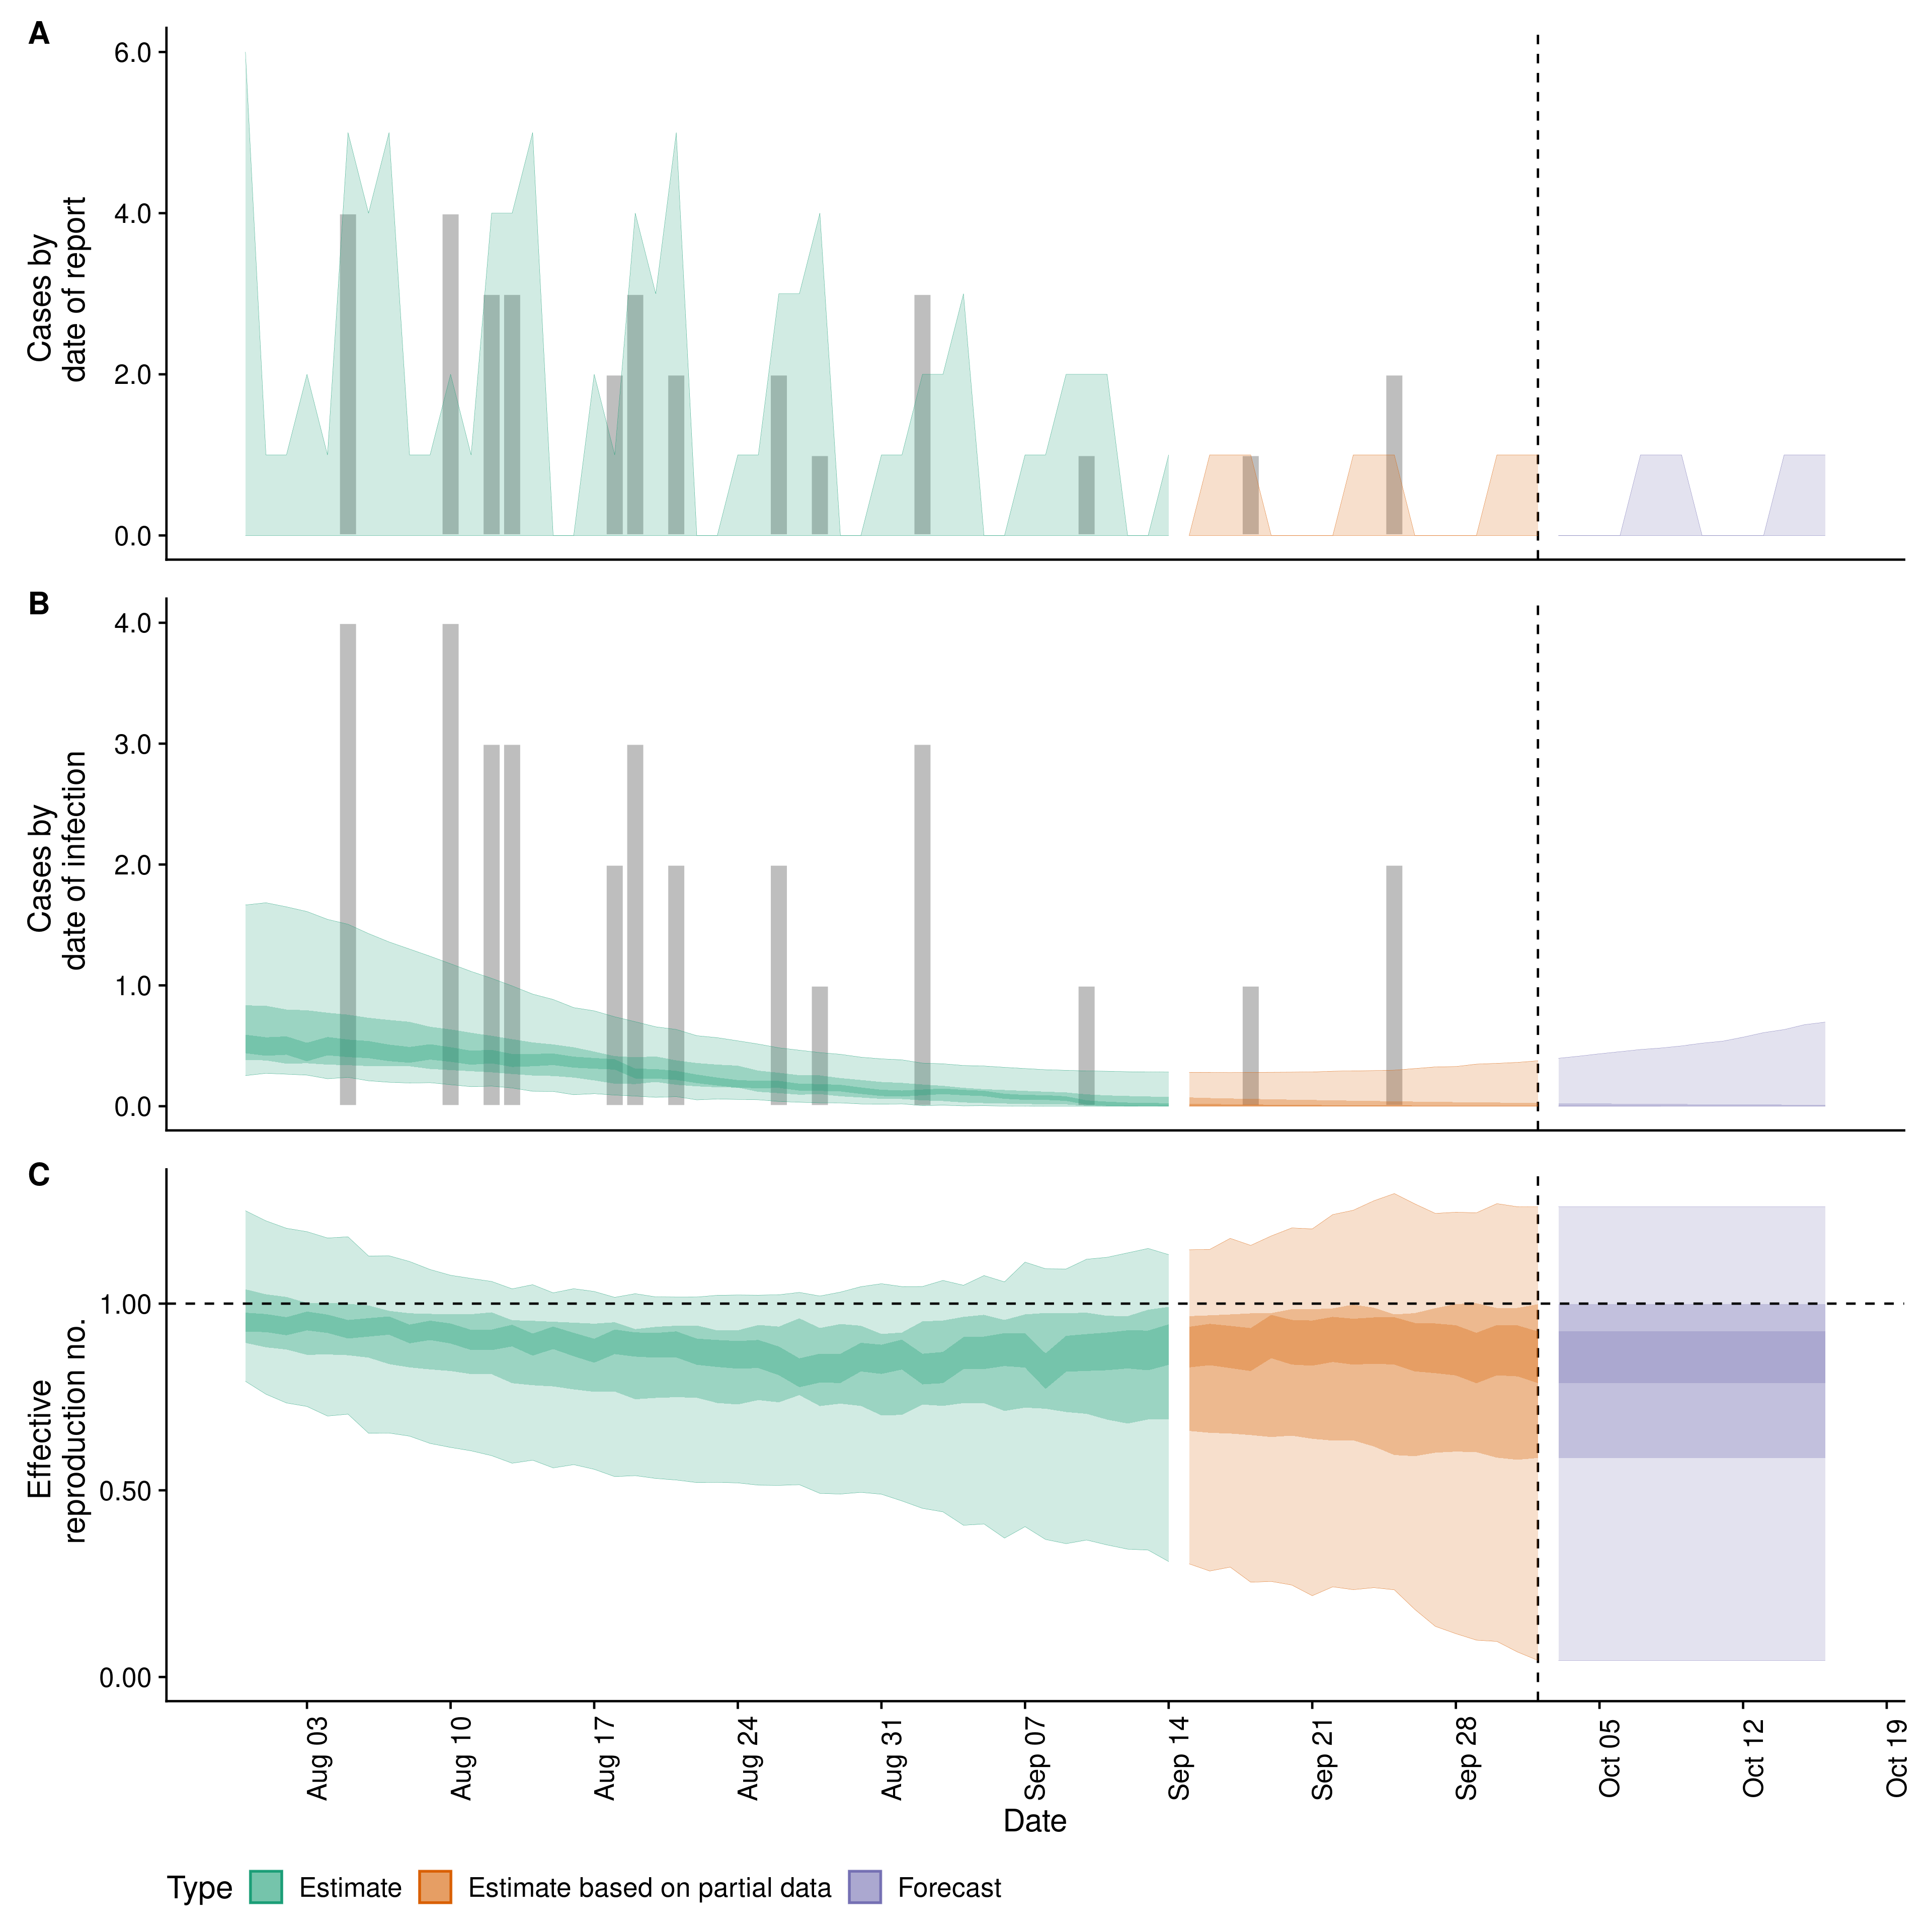 A
6.0
4.0
2.0
0.0
Cases by
date of report
B
4.0
3.0
2.0
1.0
0.0
Cases by
date of infection
C
1.00
0.50
0.00
Effective
reproduction no.
Aug 03
Aug 10
Aug 17
Aug 24
Aug 31
Sep 07
Sep 14
Sep 21
Sep 28
Oct 05
Oct 12
Oct 19
Date
Type Estimate Estimate based on partial data Forecast